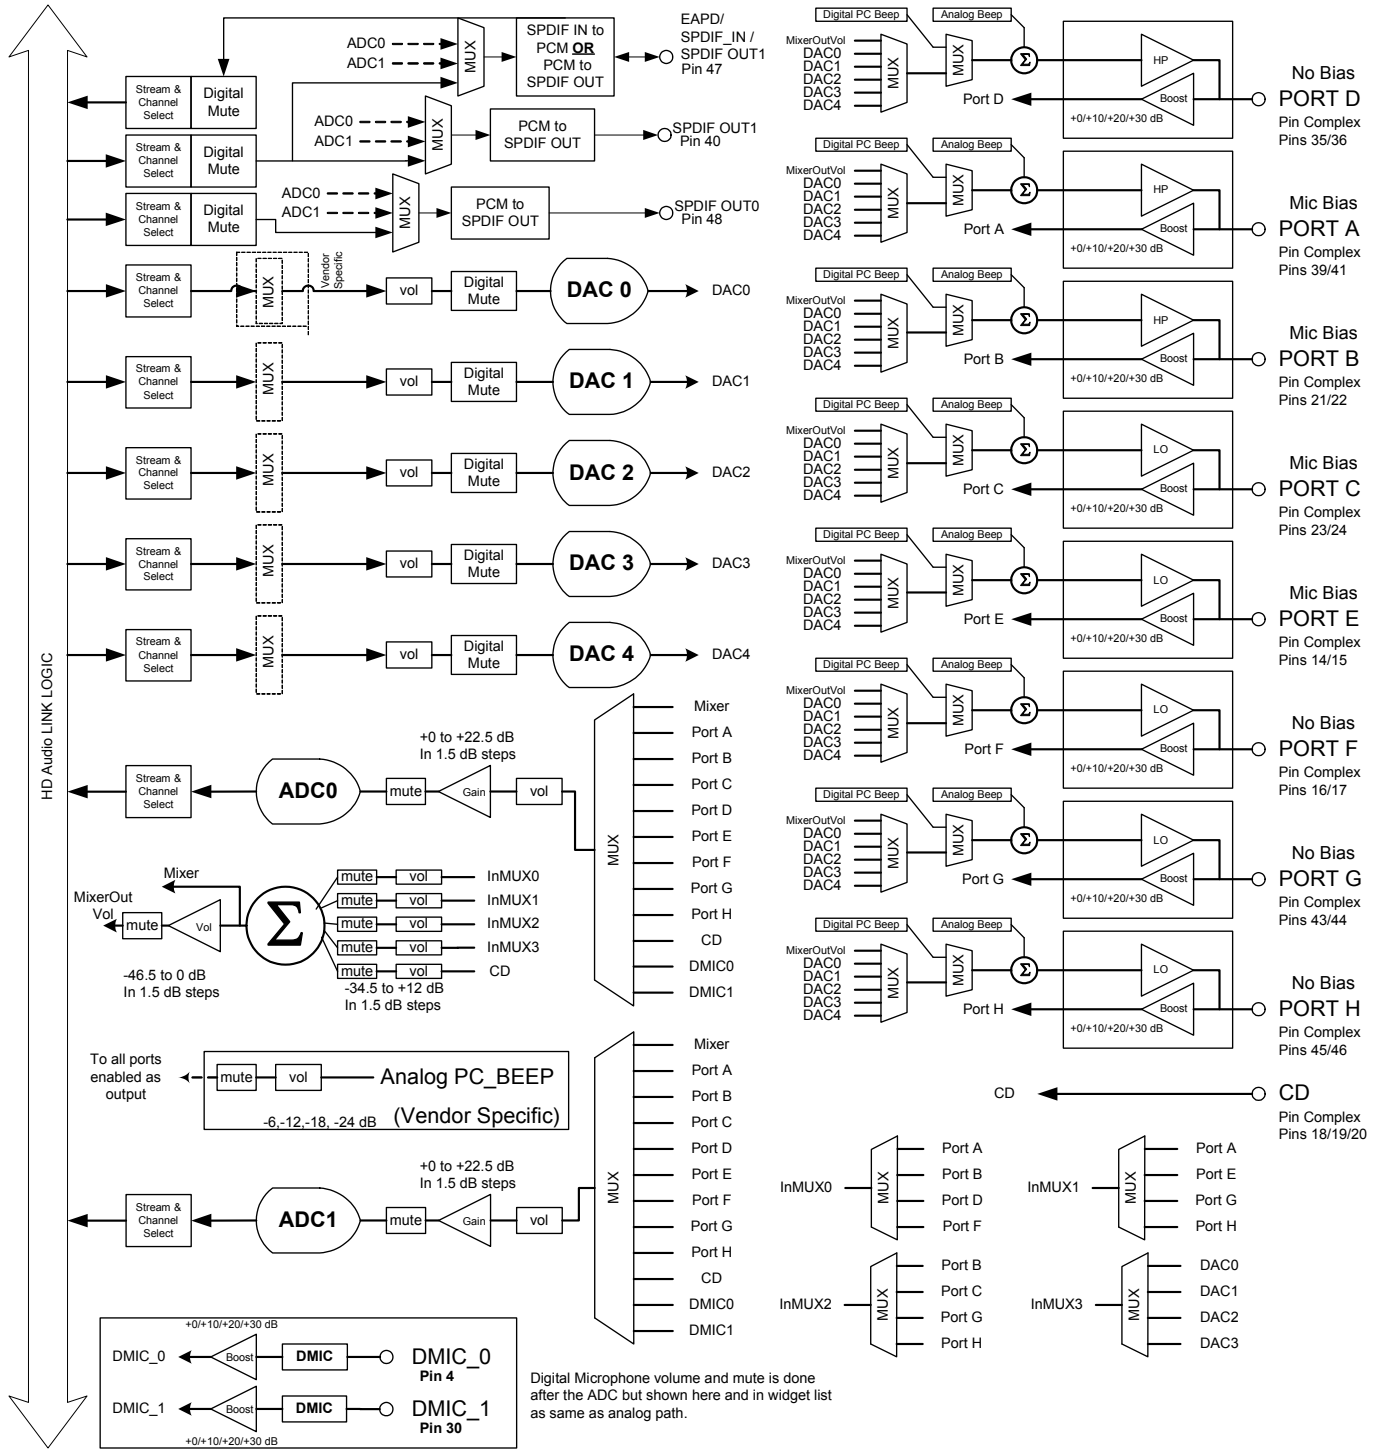 HD Audio LINK LOGIC
Stream &
Channel
Select
Digital
Mute
ADC0
ADC1
MUX
SPDIF IN to
PCM OR
PCM to
SPDIF OUT
EAPD/
SPDIF_IN /
SPDIF OUT1
Pin 47
Stream &
Channel
Select
Digital
Mute
ADC0
ADC1
MUX
PCM to
SPDIF OUT
SPDIF OUT1
Pin 40
Stream &
Channel
Select
Digital
Mute
ADC0
ADC1
MUX
PCM to
SPDIF OUT
SPDIF OUT0
Pin 48
Stream &
Channel
Select
MUX
Vendor
Specific
vol
Digital
Mute
DAC 0
DAC0
Stream &
Channel
Select
MUX
vol
Digital
Mute
DAC 1
DAC1
Stream &
Channel
Select
MUX
vol
Digital
Mute
DAC 2
DAC2
Stream &
Channel
Select
MUX
vol
Digital
Mute
DAC 3
DAC3
Stream &
Channel
Select
MUX
vol
Digital
Mute
DAC 4
DAC4
Stream &
Channel
Select
ADC0
mute
Gain
+0 to +22.5 dB
In 1.5 dB steps
vol
MUX
Mixer
Port A
Port B
Port C
Port D
Port E
Port F
Port G
Port H
CD
DMIC0
DMIC1
Mixer
MixerOut
Vol
mute
Vol
-46.5 to 0 dB
In 1.5 dB steps
Σ
mute vol InMUX0
mute vol InMUX1
mute vol InMUX2
mute vol InMUX3
mute vol CD
-34.5 to +12 dB
In 1.5 dB steps
To all ports
enabled as
output
mute
vol
Analog PC_BEEP
(Vendor Specific)
-6,-12,-18, -24 dB
Stream &
Channel
Select
ADC1
mute
Gain
+0 to +22.5 dB
In 1.5 dB steps
vol
MUX
Mixer
Port A
Port B
Port C
Port D
Port E
Port F
Port G
Port H
CD
DMIC0
DMIC1
+0/+10/+20/+30 dB
DMIC_0
Boost
DMIC
DMIC_0
Pin 4
DMIC_1
Boost
DMIC
DMIC_1
Pin 30
+0/+10/+20/+30 dB
Digital Microphone volume and mute is done
after the ADC but shown here and in widget list
as same as analog path.
Digital PC Beep
Analog Beep
MixerOutVol
DAC0
DAC1
DAC2
DAC3
DAC4
MUX
MUX
Σ
HP
Boost
+0/+10/+20/+30 dB
Port D
No Bias
PORT D
Pin Complex
Pins 35/36
Digital PC Beep
Analog Beep
MixerOutVol
DAC0
DAC1
DAC2
DAC3
DAC4
MUX
MUX
Σ
HP
Boost
+0/+10/+20/+30 dB
Port A
Mic Bias
PORT A
Pin Complex
Pins 39/41
Digital PC Beep
Analog Beep
MixerOutVol
DAC0
DAC1
DAC2
DAC3
DAC4
MUX
MUX
Σ
HP
Boost
+0/+10/+20/+30 dB
Port B
Mic Bias
PORT B
Pin Complex
Pins 21/22
Digital PC Beep
Analog Beep
MixerOutVol
DAC0
DAC1
DAC2
DAC3
DAC4
MUX
MUX
Σ
LO
Boost
+0/+10/+20/+30 dB
Port C
Mic Bias
PORT C
Pin Complex
Pins 23/24
Digital PC Beep
Analog Beep
MixerOutVol
DAC0
DAC1
DAC2
DAC3
DAC4
MUX
MUX
Σ
LO
Boost
+0/+10/+20/+30 dB
Port E
Mic Bias
PORT E
Pin Complex
Pins 14/15
Digital PC Beep
Analog Beep
MixerOutVol
DAC0
DAC1
DAC2
DAC3
DAC4
MUX
MUX
Σ
LO
Boost
+0/+10/+20/+30 dB
Port F
No Bias
PORT F
Pin Complex
Pins 16/17
Digital PC Beep
Analog Beep
MixerOutVol
DAC0
DAC1
DAC2
DAC3
DAC4
MUX
MUX
Σ
LO
Boost
+0/+10/+20/+30 dB
Port G
No Bias
PORT G
Pin Complex
Pins 43/44
Digital PC Beep
Analog Beep
MixerOutVol
DAC0
DAC1
DAC2
DAC3
DAC4
MUX
MUX
Σ
LO
Boost
+0/+10/+20/+30 dB
Port H
No Bias
PORT H
Pin Complex
Pins 45/46
CD
CD
Pin Complex
Pins 18/19/20
InMUX0
MUX
Port A
Port B
Port D
Port F
InMUX1
MUX
Port A
Port E
Port G
Port H
InMUX2
MUX
Port B
Port C
Port G
Port H
InMUX3
MUX
DAC0
DAC1
DAC2
DAC3